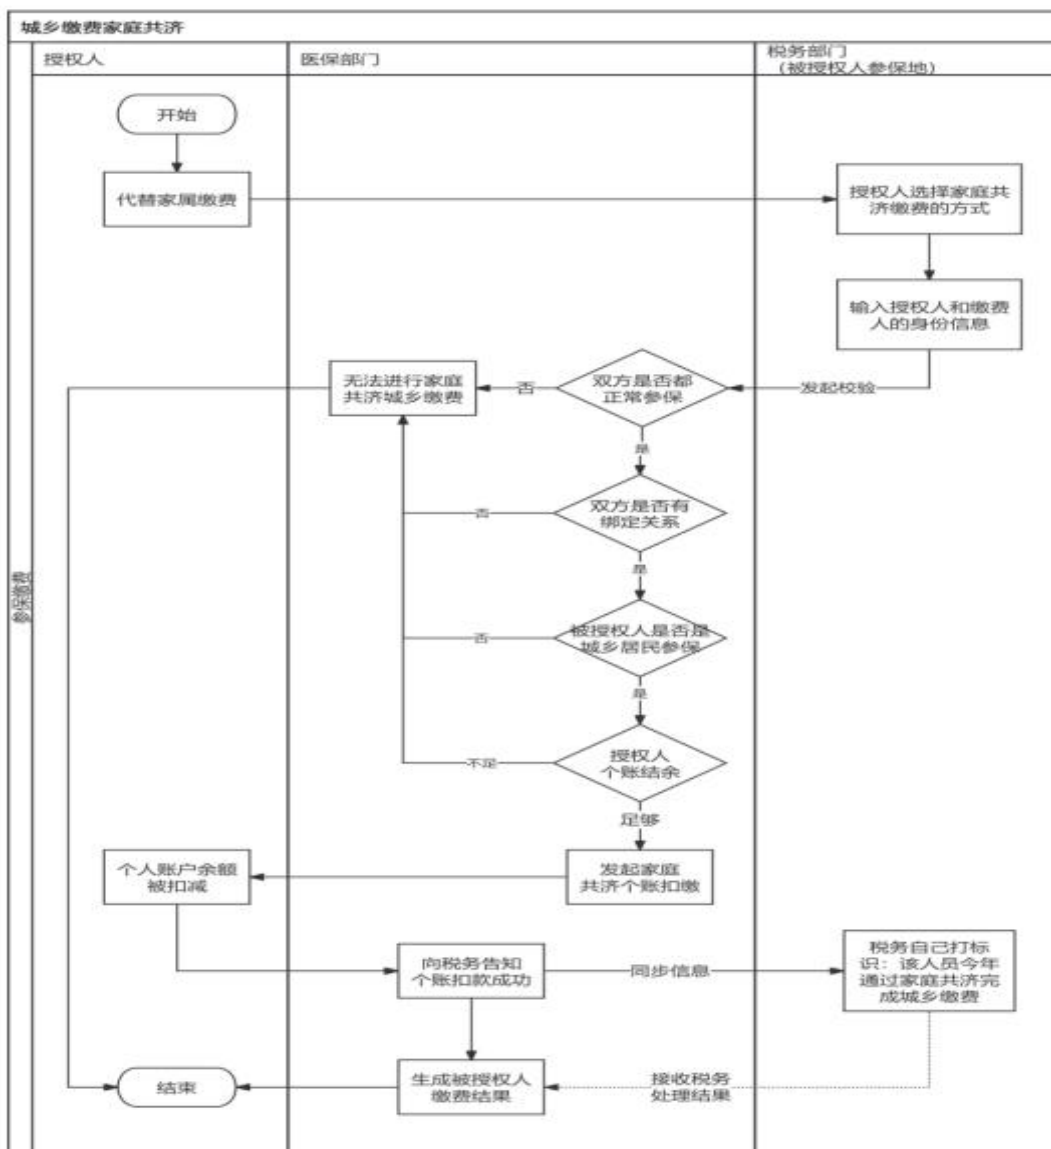 城乡缴费家庭共济
授权人
医保部门
税务部门
(被授权人参保地)
参保缴费
开始
代替家属缴费
授权人选择家庭共
济缴费的方式
输入授权人和缴费
人的身份信息
发起校验
双方是否都
正常参保
否
无法进行家庭
共济城乡缴费
是
双方是否有
绑定关系
否
是
被授权人是否是
城乡居民参保
否
是
授权人
个账结余
不足
足够
发起家庭
共济个账扣缴
个人账户余额
被扣减
向税务告知
个账扣款成功
同步信息
税务自己打标
识：该人员今年
通过家庭共济完
成城乡缴费
接收税务
处理结果
生成被授权人
缴费结果
结束